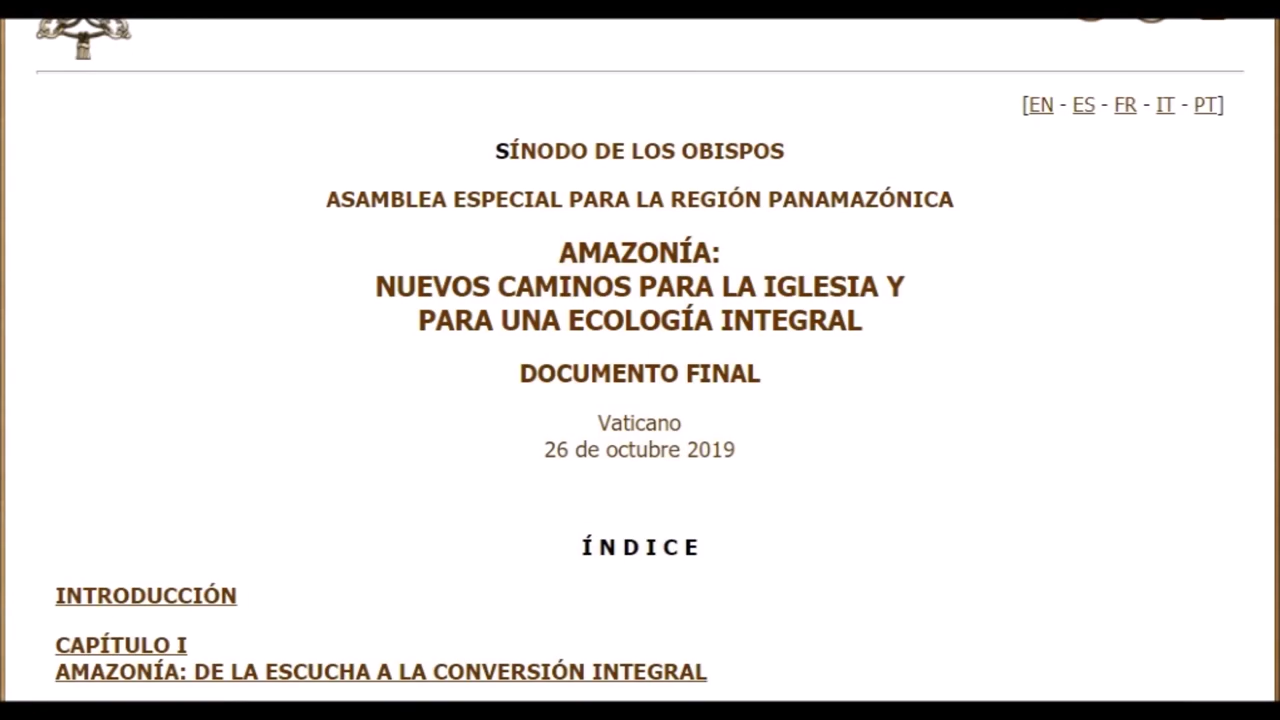 [EN - ES - FR - IT - PT]
SÍNODO DE LOS OBISPOS
ASAMBLEA ESPECIAL PARA LA REGIÓN PANAMAZÓNICA
AMAZONÍA:
NUEVOS CAMINOS PARA LA IGLESIA Y
PARA UNA ECOLOGÍA INTEGRAL
DOCUMENTO FINAL
Vaticano
26 de octubre 2019
ÍNDICE
INTRODUCCIÓN
CAPÍTULO I
AMAZONÍA: DE LA ESCUCHA A LA CONVERSIÓN INTEGRAL